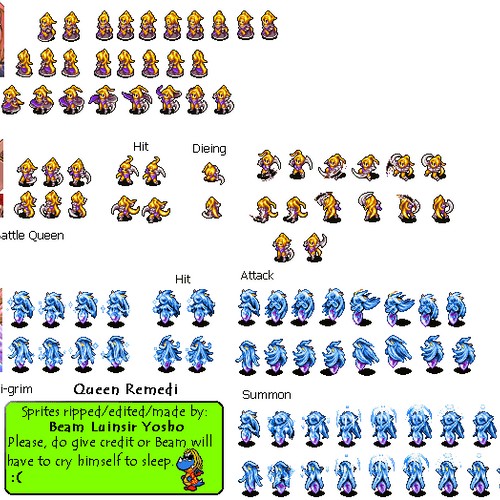 Hit
Dieing
attle Queen
Hit
Attack
i-grim
Queen Remedi
Summon
Sprites ripped/edited/made by:
Beam Luinsir Yosho
Please, do give credit or Beam will
have to cry himself to sleep.
:(